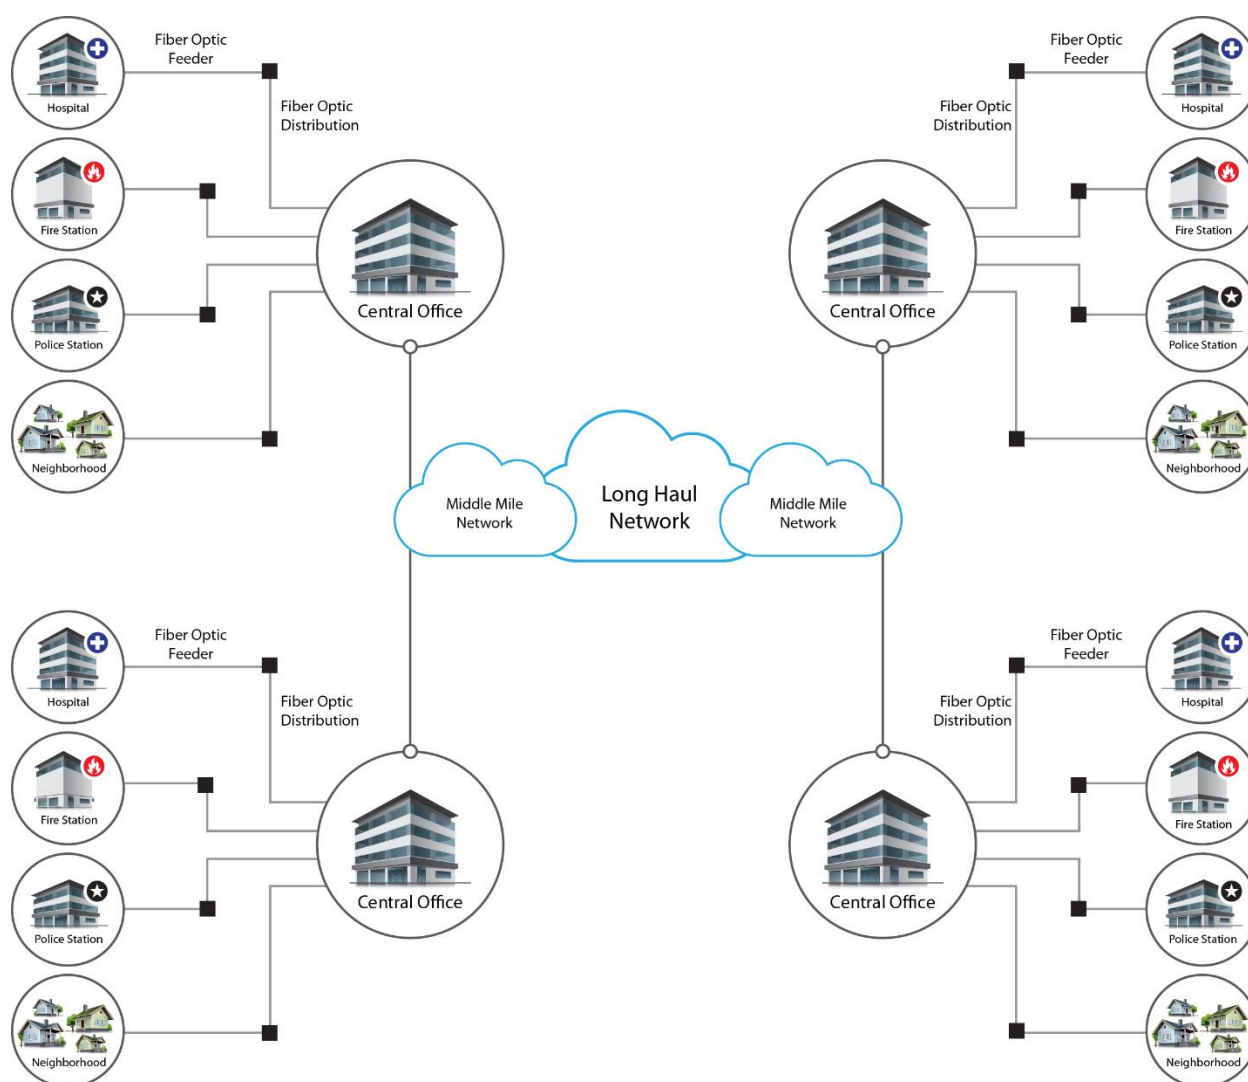 Fiber Optic
Feeder
Hospital
Fiber Optic
Distribution
Fire Station
Police Station
Neighborhood
Central Office
Fiber Optic
Feeder
Hospital
Fiber Optic
Distribution
Fire Station
Police Station
Neighborhood
Central Office
Middle Mile
Network
Long Haul
Network
Middle Mile
Network
Fiber Optic
Feeder
Hospital
Fiber Optic
Distribution
Fire Station
Police Station
Neighborhood
Central Office
Fiber Optic
Feeder
Hospital
Fiber Optic
Distribution
Fire Station
Police Station
Neighborhood
Central Office